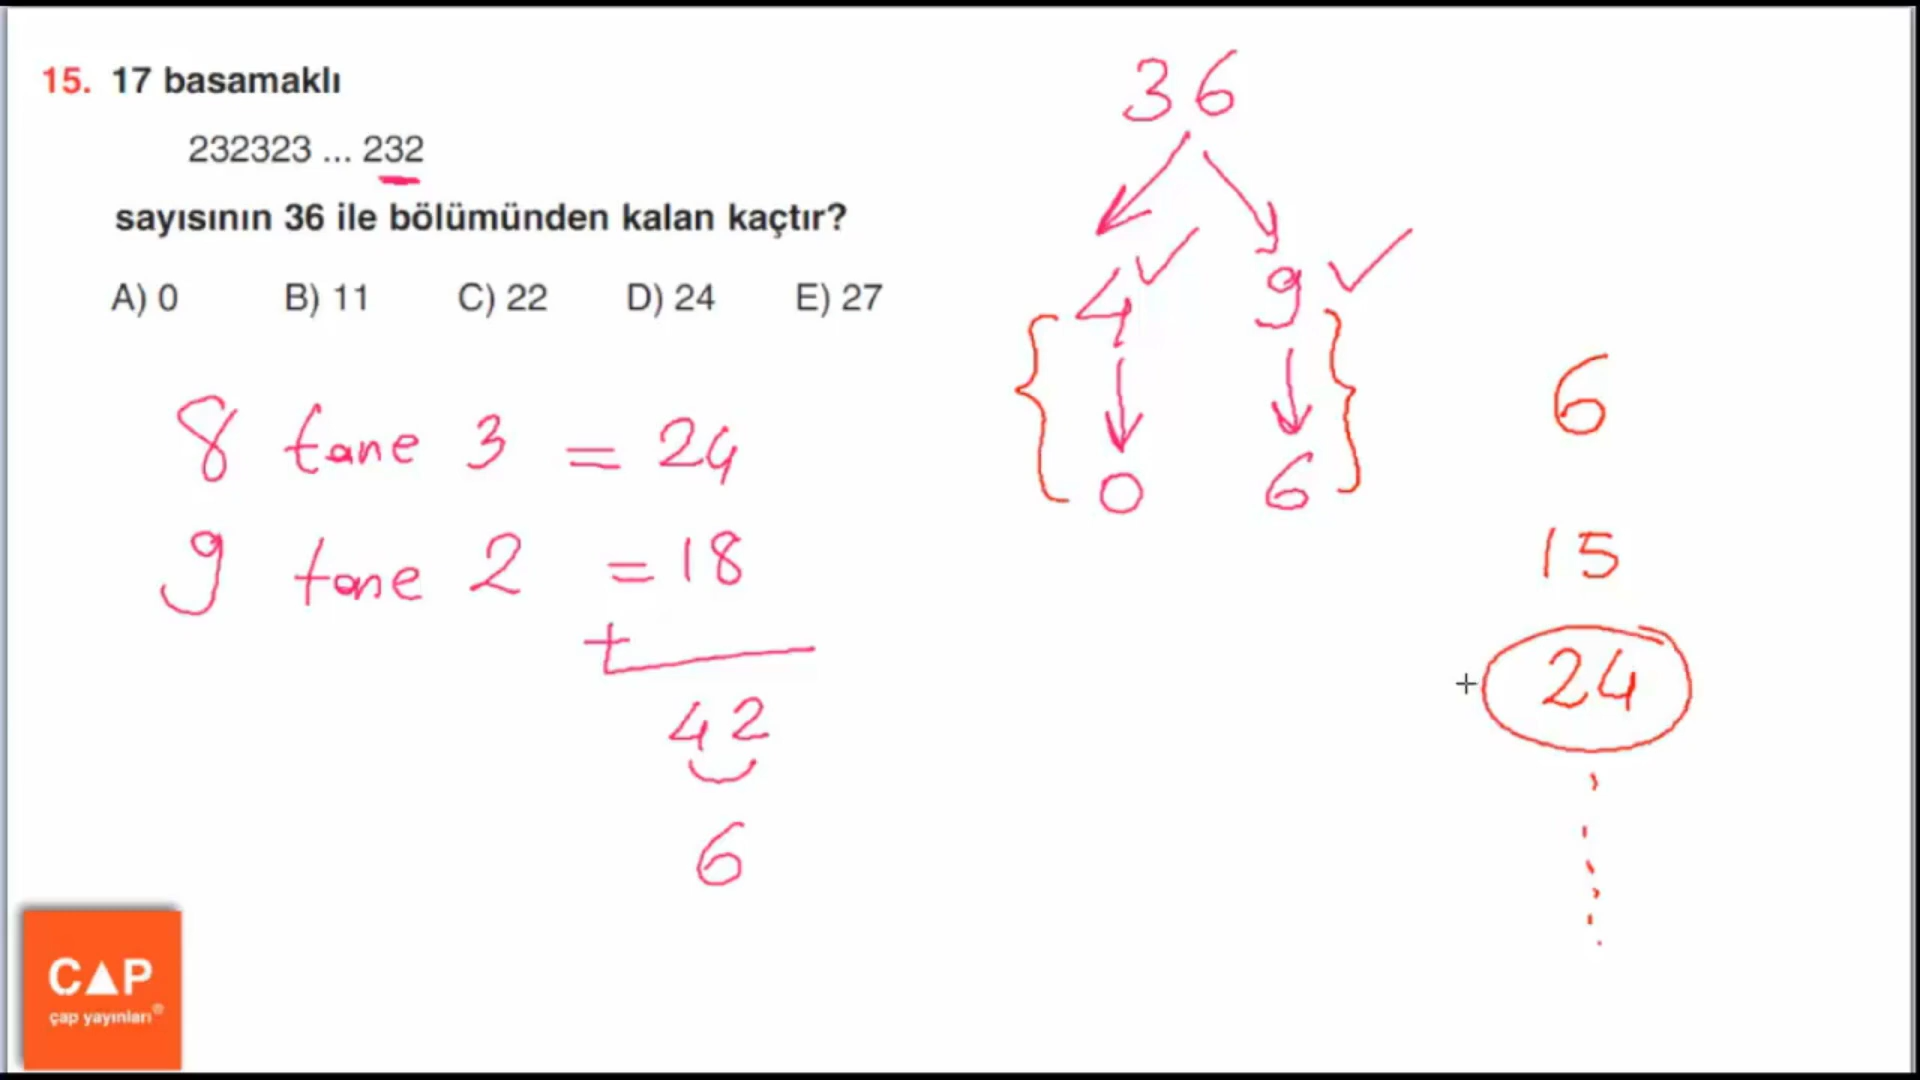 15. 17 basamaklı
232323 ... 232
sayısının 36 ile bölümünden kalan kaçtır?
A) 0 B) 11 C) 22 D) 24 E) 27
8 tane 3 = 24
9 tane 2 = 18
+
42
6
36
4 9
0 6
6
15
24
ÇAP
çap yayınları®